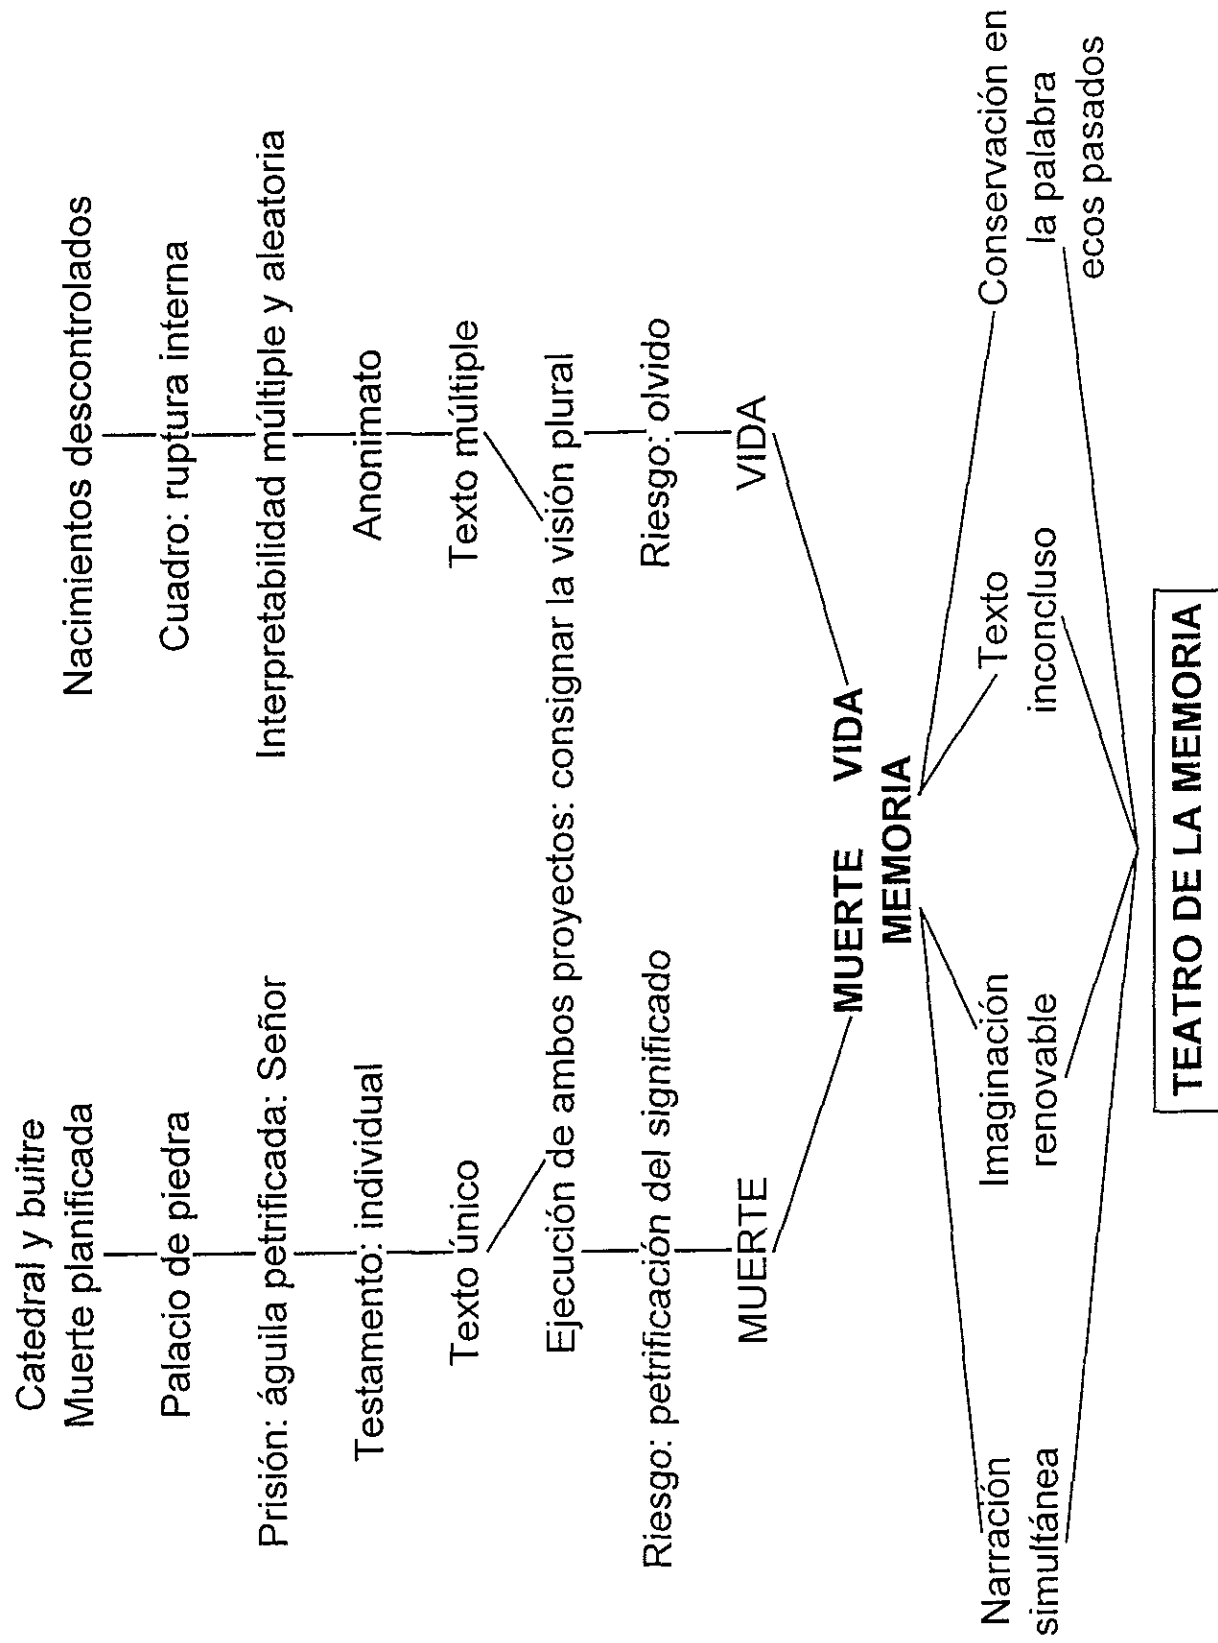 Catedral y buitre
Muerte planificada
Nacimientos descontrolados
Palacio de piedra
Cuadro: ruptura interna
Prisión: águila petrificada: Señor
Interpretabilidad múltiple y aleatoria
Testamento: individual
Anonimato
Texto único
Texto múltiple
Ejecución de ambos proyectos: consignar la visión plural
Riesgo: petrificación del significado
Riesgo: olvido
MUERTE
VIDA
MUERTE VIDA
MEMORIA
Narración
simultánea
Imaginación
renovable
Texto
inconcluso
Conservación en
la palabra
ecos pasados
TEATRO DE LA MEMORIA